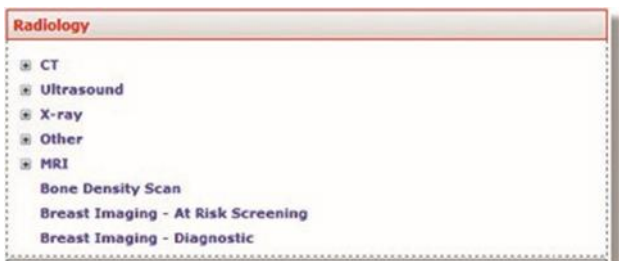 Radiology
CT
Ultrasound
X-ray
Other
MRI
Bone Density Scan
Breast Imaging - At Risk Screening
Breast Imaging - Diagnostic